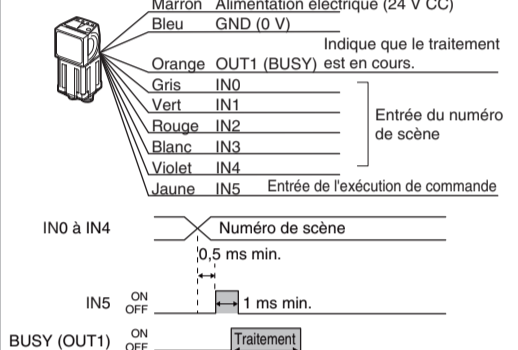 Marron Alimentation électrique (24 V CC)
Bleu GND (0 V)
Indique que le traitement
Orange OUT1 (BUSY) est en cours.
Gris IN0
Vert IN1
Entrée du numéro
Rouge IN2
de scène
Blanc IN3
Violet IN4
Jaune IN5 Entrée de l'exécution de commande
IN0 à IN4 Numéro de scène
0,5 ms min.
IN5 ON
OFF
1 ms min.
BUSY (OUT1) ON
OFF
Traitement